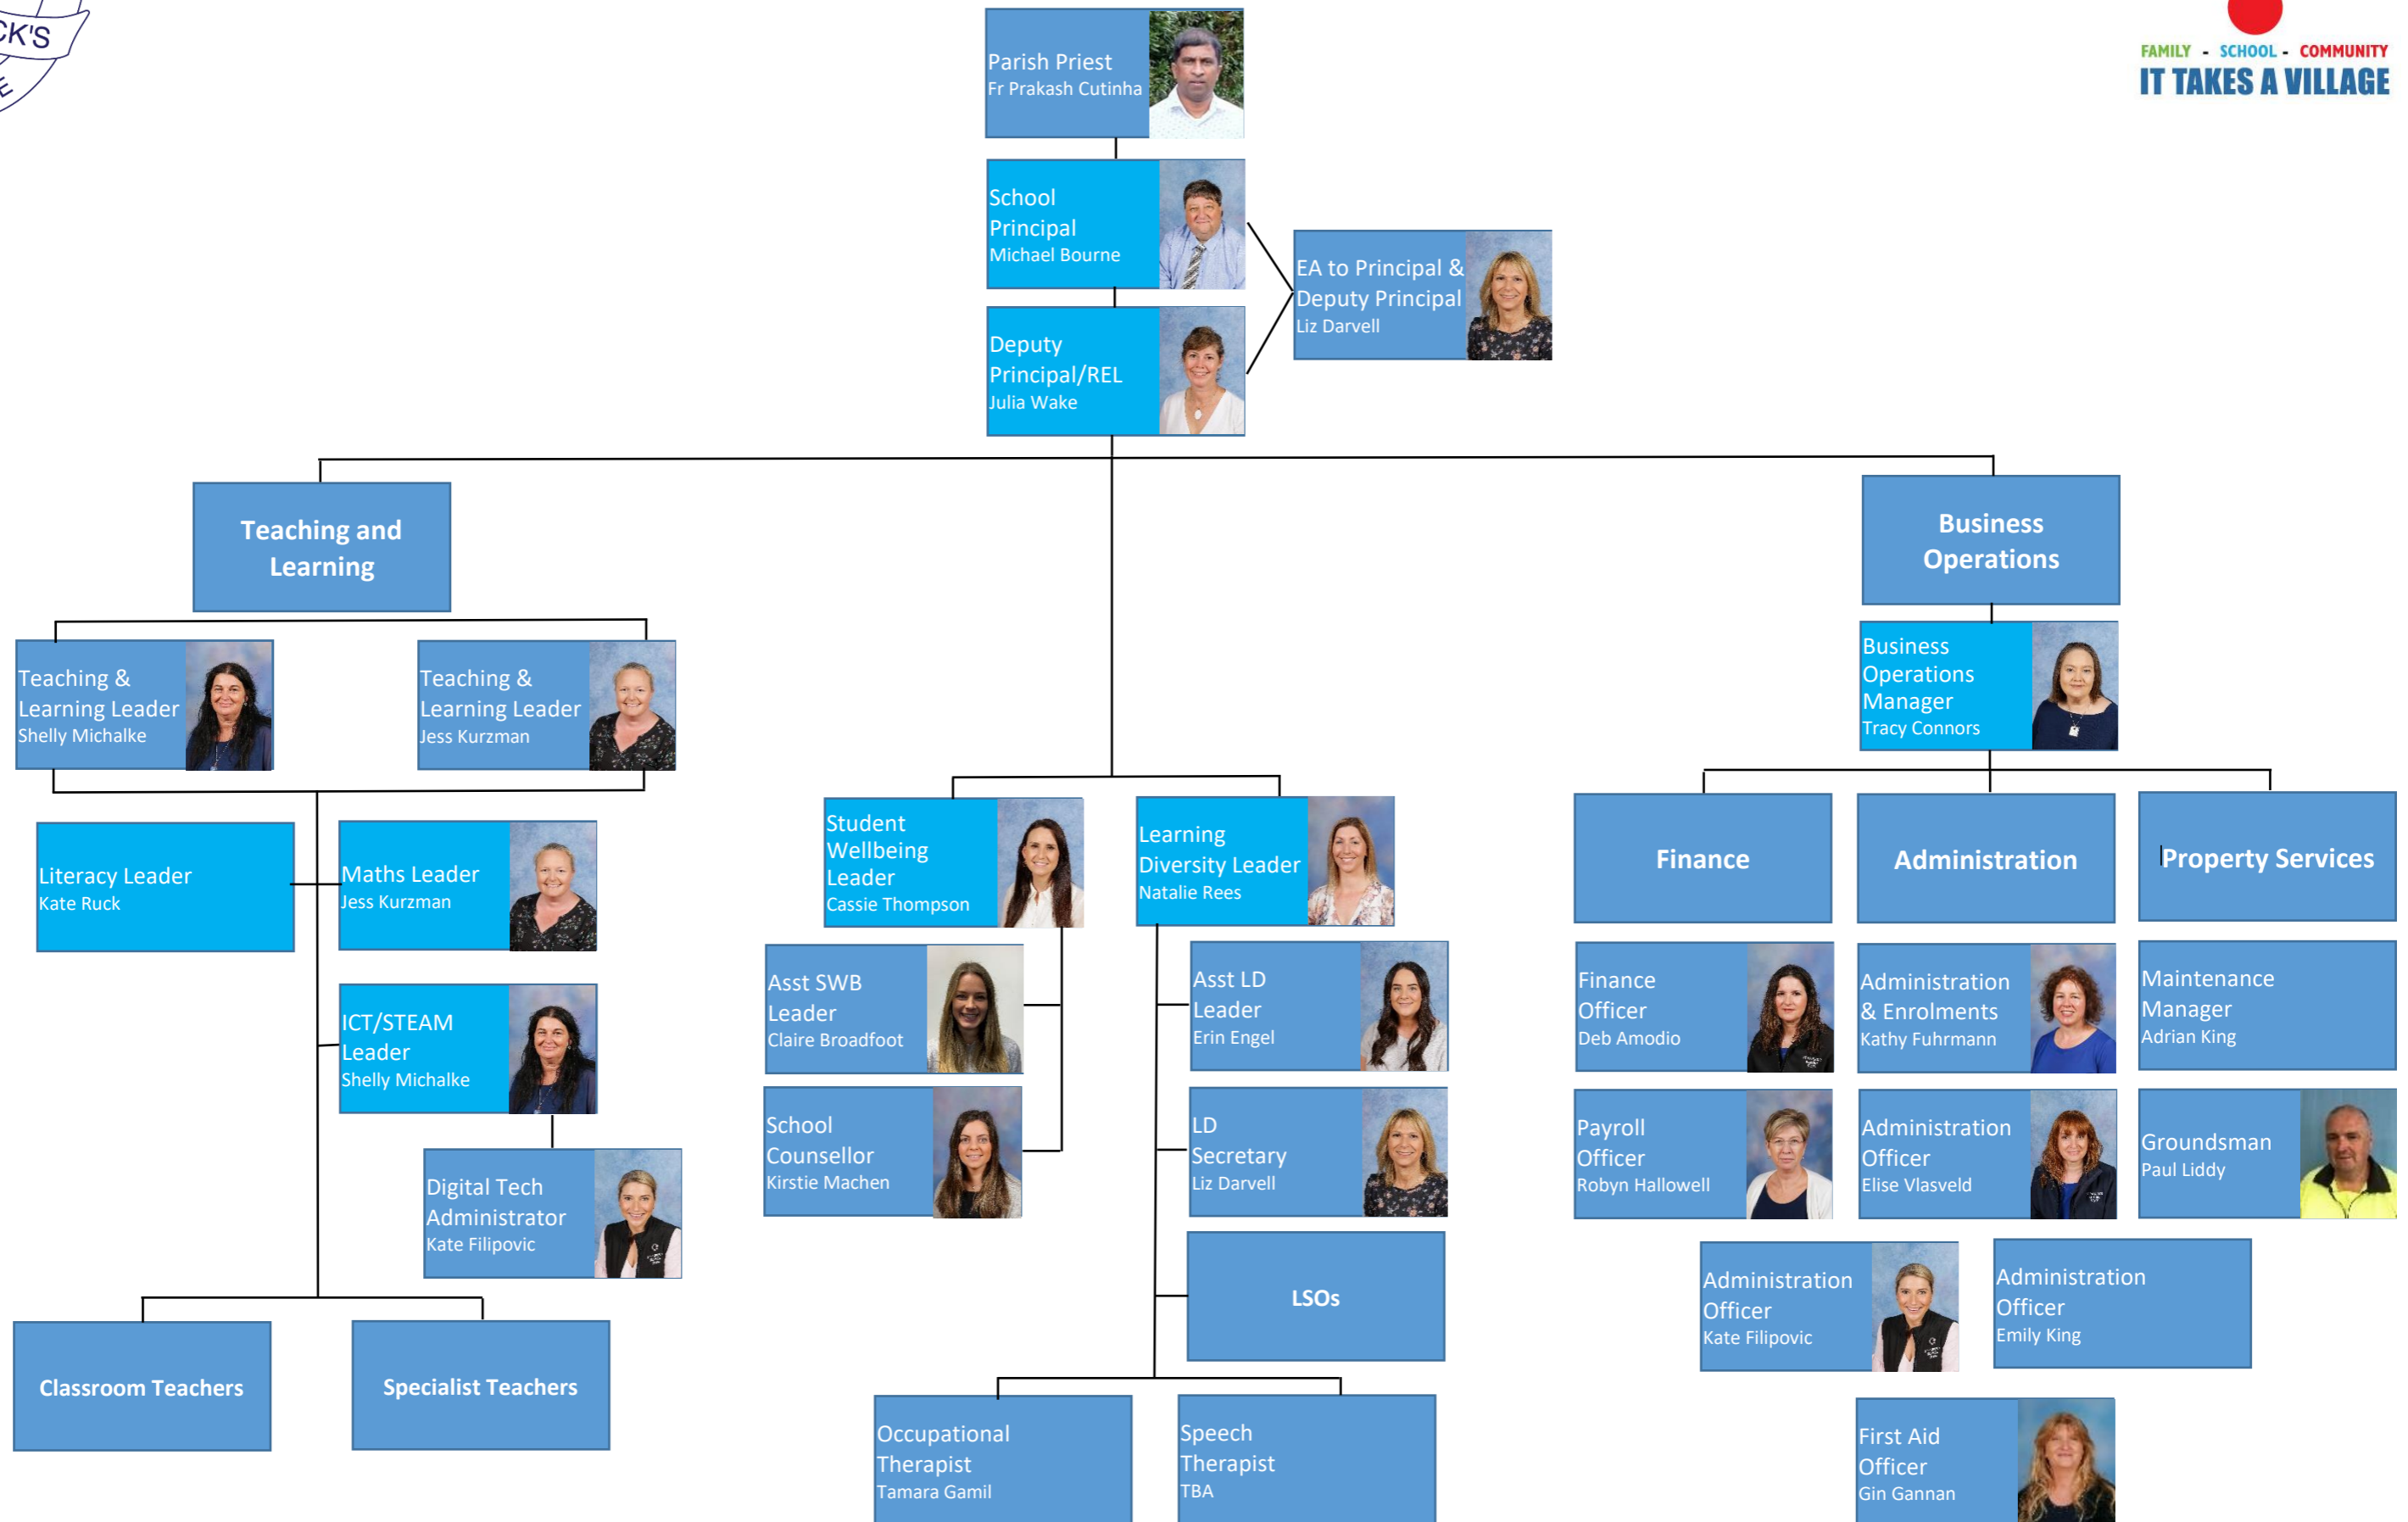 CK'S
E
FAMILY - SCHOOL - COMMUNITY
IT TAKES A VILLAGE
Parish Priest
Fr Prakash Cutinha
School
Principal
Michael Bourne
EA to Principal &
Deputy Principal
Liz Darvell
Deputy
Principal/REL
Julia Wake
Teaching and
Learning
Business
Operations
Teaching &
Learning Leader
Shelly Michalke
Teaching &
Learning Leader
Jess Kurzman
Business
Operations
Manager
Tracy Connors
Literacy Leader
Kate Ruck
Maths Leader
Jess Kurzman
Student
Wellbeing
Leader
Cassie Thompson
Learning
Diversity Leader
Natalie Rees
Finance
Administration
Property Services
ICT/STEAM
Leader
Shelly Michalke
Asst SWB
Leader
Claire Broadfoot
Asst LD
Leader
Erin Engel
Finance
Officer
Deb Amodio
Administration
& Enrolments
Kathy Fuhrmann
Maintenance
Manager
Adrian King
Digital Tech
Administrator
Kate Filipovic
School
Counsellor
Kirstie Machen
LD
Secretary
Liz Darvell
Payroll
Officer
Robyn Hallowell
Administration
Officer
Elise Vlasveld
Groundsman
Paul Liddy
LSOs
Administration
Officer
Kate Filipovic
Administration
Officer
Emily King
Classroom Teachers
Specialist Teachers
Occupational
Therapist
Tamara Gamil
Speech
Therapist
TBA
First Aid
Officer
Gin Gannan